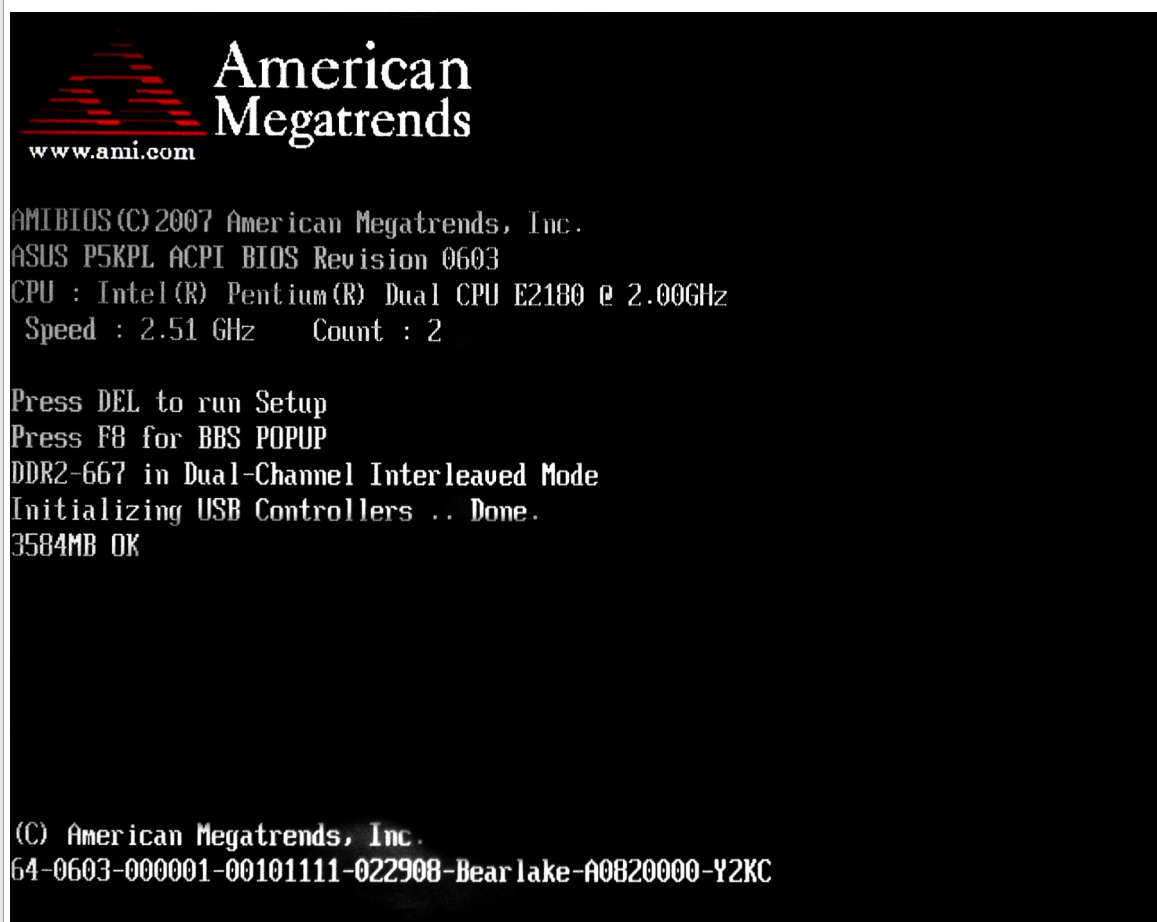 American
Megatrends
www.ami.com
AMIBIOS(C)2007 American Megatrends, Inc.
ASUS P5KPL ACPI BIOS Revision 0603
CPU : Intel(R) Pentium(R) Dual CPU E2180 @ 2.00GHz
Speed : 2.51 GHz Count : 2
Press DEL to run Setup
Press F8 for BBS POPUP
DDR2-667 in Dual-Channel Interleaved Mode
Initializing USB Controllers .. Done.
3584MB OK
(C) American Megatrends, Inc.
64-0603-000001-00101111-022908-Bearlake-A0820000-Y2KC